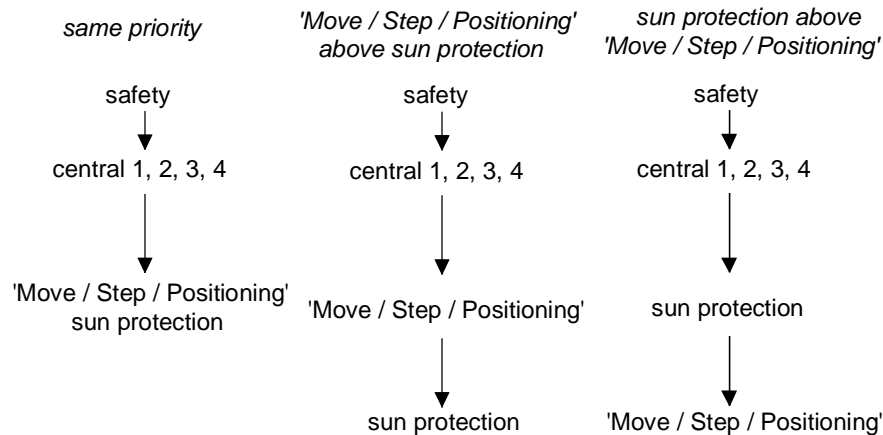 same priority
'Move / Step / Positioning'
above sun protection
sun protection above
'Move / Step / Positioning'
safety
safety
safety
central 1, 2, 3, 4
central 1, 2, 3, 4
central 1, 2, 3, 4
'Move / Step / Positioning'
sun protection
'Move / Step / Positioning'
sun protection
sun protection
'Move / Step / Positioning'